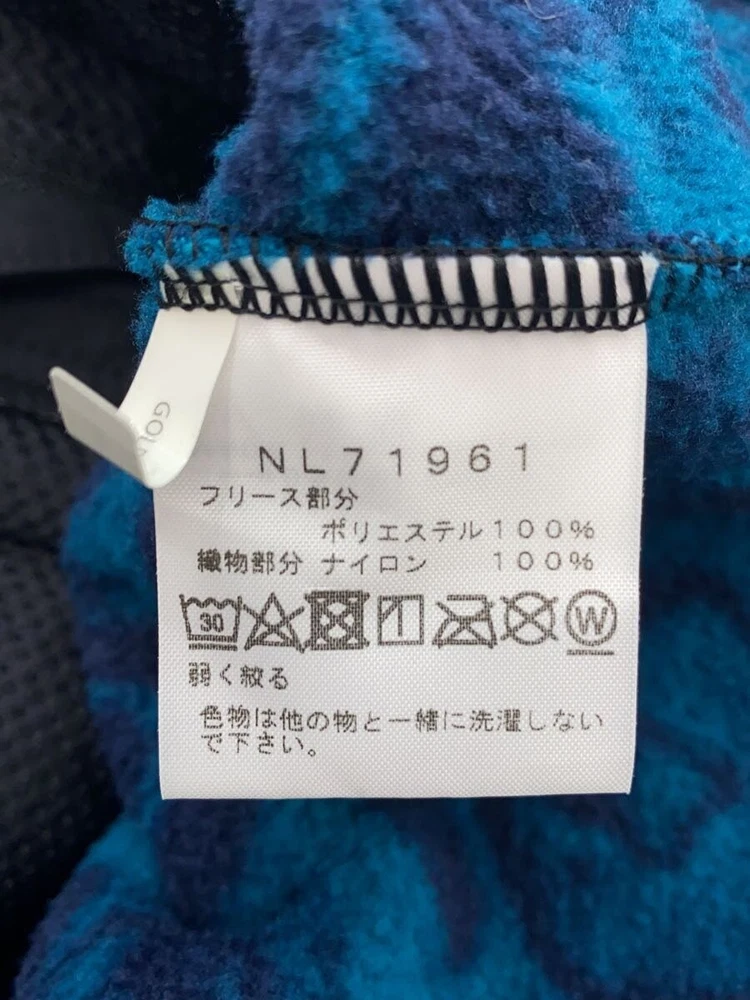 NL71961
フリース部分
ポリエステル100%
織物部分 ナイロン 100%
30 W
弱く絞る
色物は他の物と一緒に洗濯しない
で下さい。